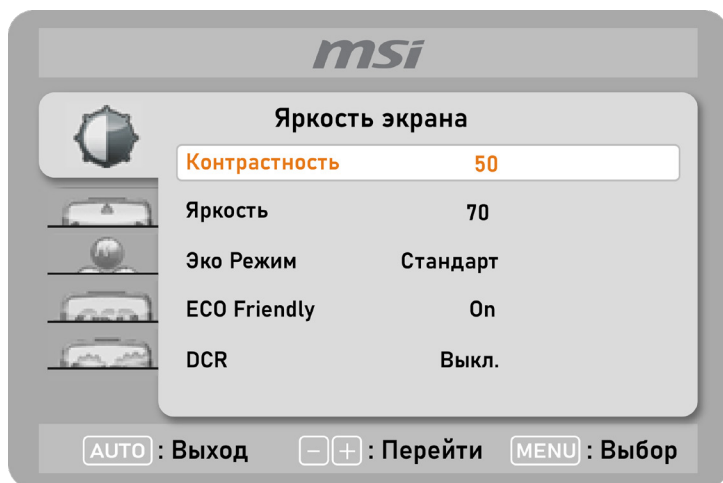 msi
Яркость экрана
Контрастность 50
Яркость 70
Эко Режим Стандарт
ECO Friendly On
DCR Выкл.
AUTO : Выход - + : Перейти MENU : Выбор